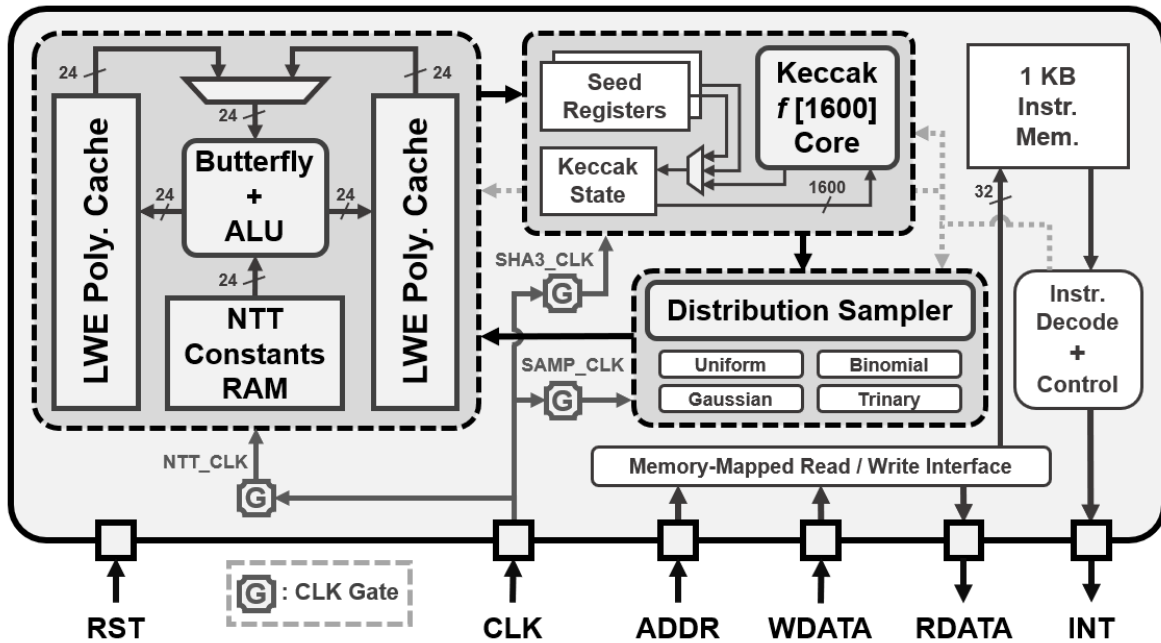 24
24
24
LWE Poly. Cache
Butterfly
+
ALU
24
24
24
NTT
Constants
RAM
LWE Poly. Cache
Seed
Registers
Keccak
State
Keccak
f [1600]
Core
1600
1 KB
Instr.
Mem.
32
SHA3_CLK
G
Distribution Sampler
Uniform
Binomial
Gaussian
Trinary
Instr.
Decode
+
Control
SAMP_CLK
G
NTT_CLK
G
Memory-Mapped Read / Write Interface
G : CLK Gate
RST
CLK
ADDR
WDATA
RDATA
INT